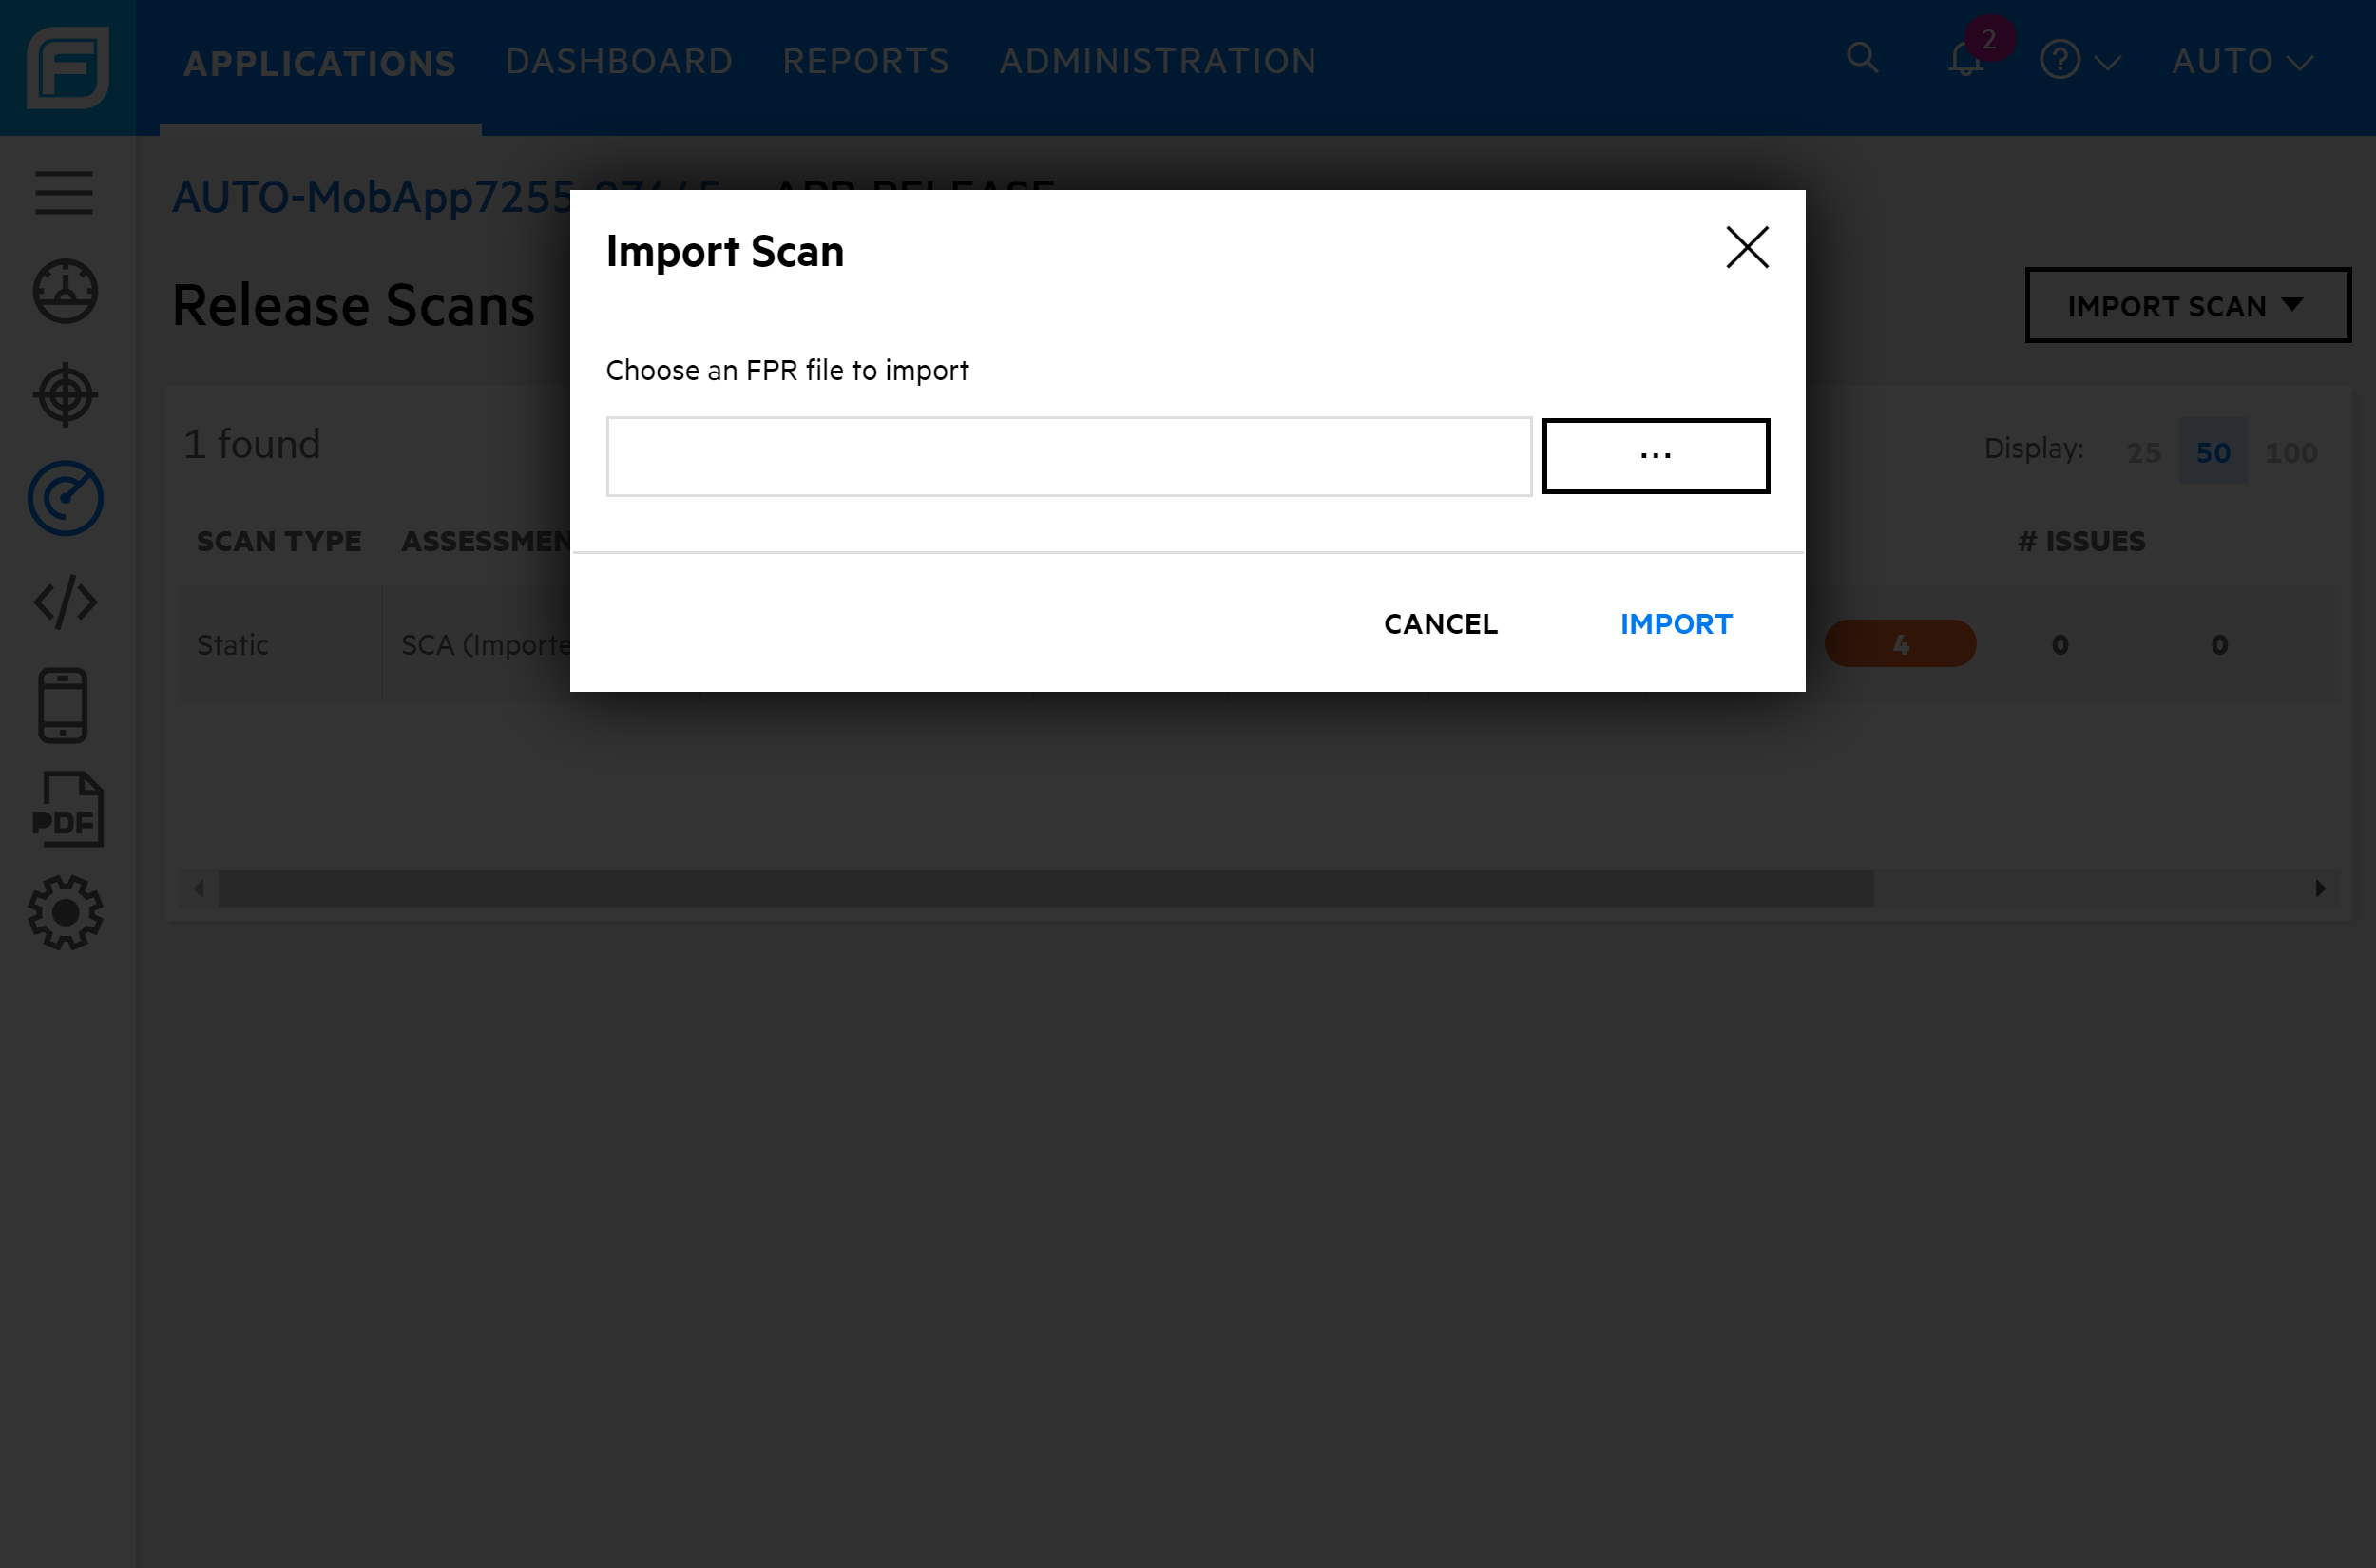 APPLICATIONS DASHBOARD REPORTS ADMINISTRATION 2 AUTO
AUTO-MobApp7255 APP-RELEASE
Import Scan
Release Scans
IMPORT SCAN
Choose an FPR file to import
1 found
...
Display: 25 50 100
SCAN TYPE ASSESSMEN # ISSUES
CANCEL IMPORT
Static SCA (Importe 4 0 0
PDF